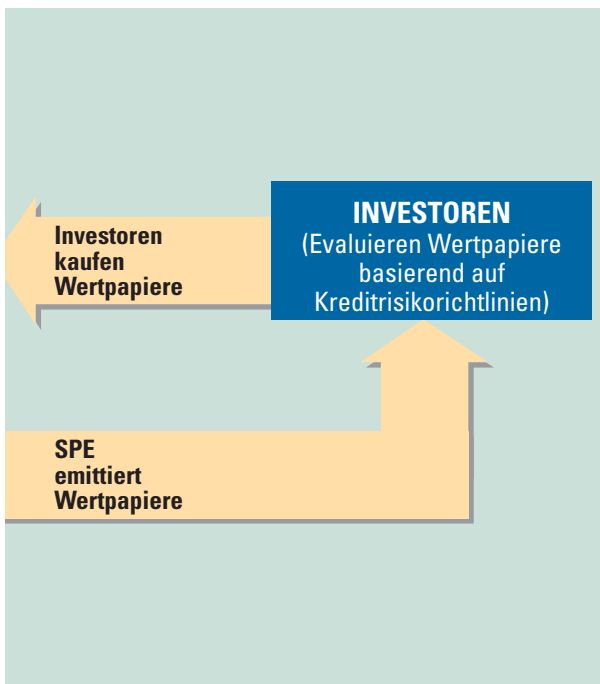 INVESTOREN
(Evaluieren Wertpapiere
basierend auf
Kreditrisikorichtlinien)
Investoren
kaufen
Wertpapiere
SPE
emittiert
Wertpapiere